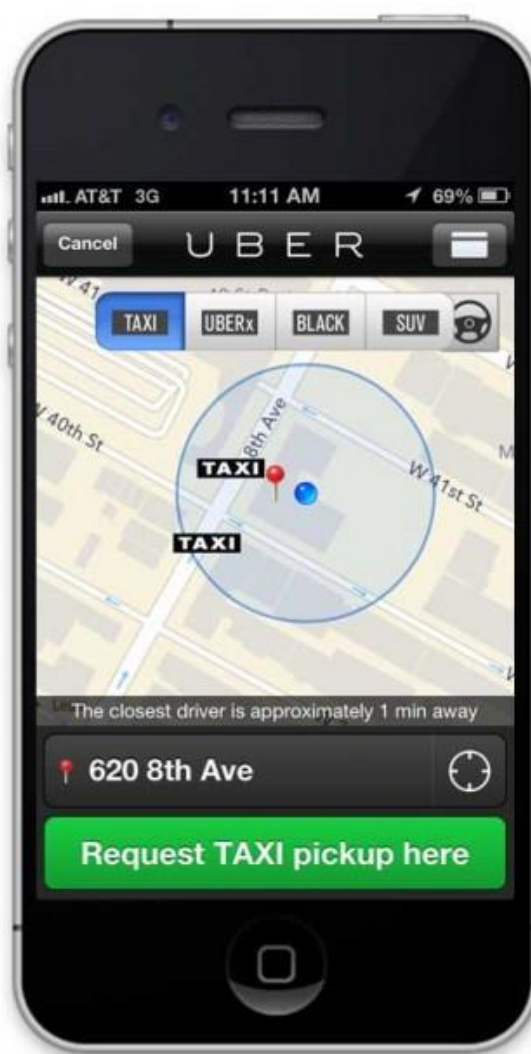 AT&T 3G 11:11 AM 69%
Cancel UBER
W 41
TAXI UBERx BLACK SUV
W 40th St
8th Ave
W 41st St
TAXI
TAXI
The closest driver is approximately 1 min away
620 8th Ave
Request TAXI pickup here